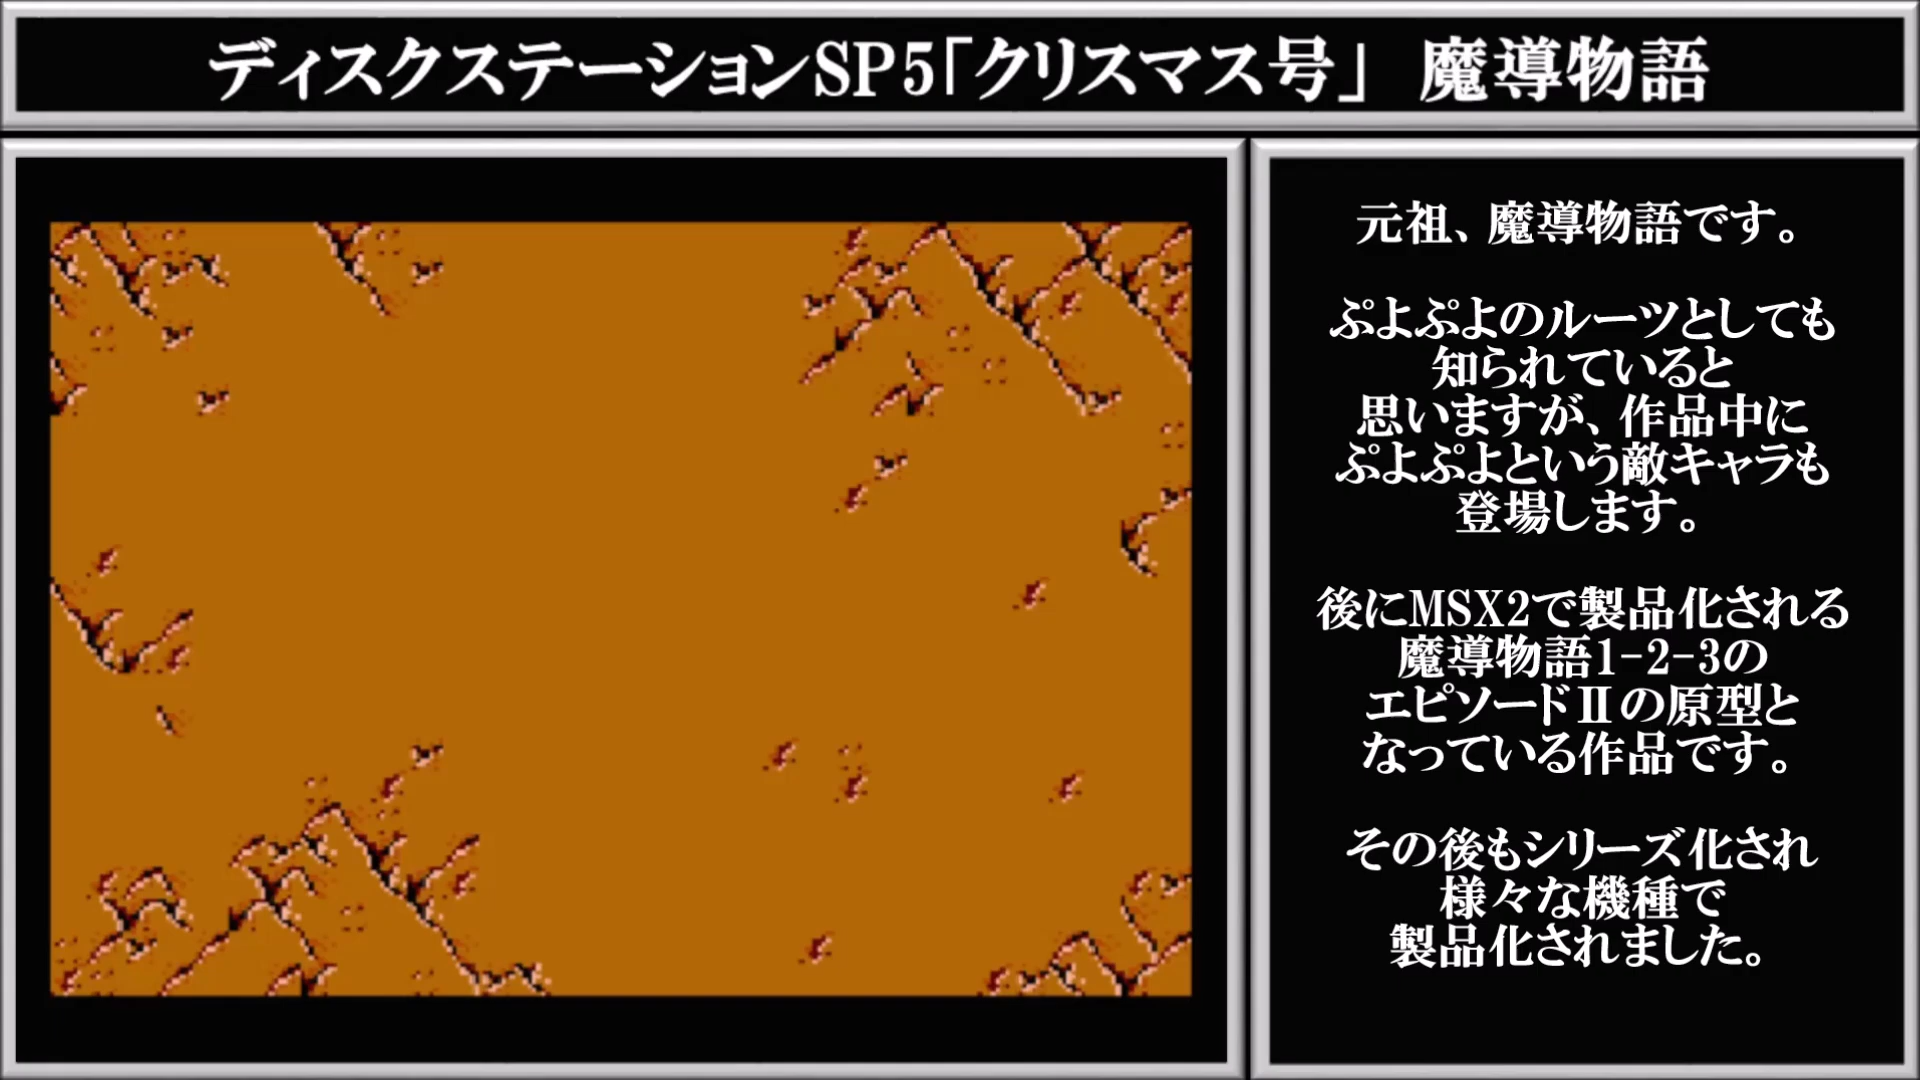 ディスクステーションSP5「クリスマス号」 魔導物語
元祖、魔導物語です。
ぷよぷよのルーツとしても
知られていると
思いますが、作品中に
ぷよぷよという敵キャラも
登場します。
後にMSX2で製品化される
魔導物語1-2-3の
エピソードⅡの原型と
なっている作品です。
その後もシリーズ化され
様々な機種で
製品化されました。